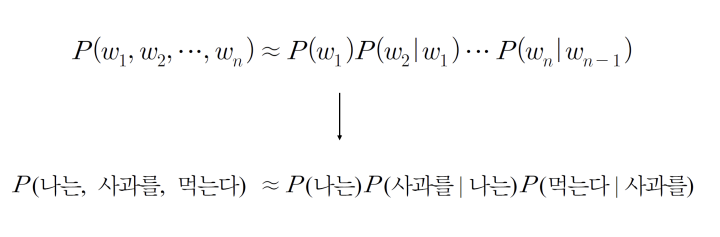 P(w₁, w₂, ⋯, wₙ) ≈ P(w₁)P(w₂|w₁) ⋯ P(wₙ|wₙ₋₁)
P(나는, 사과를, 먹는다) ≈ P(나는)P(사과를 | 나는)P(먹는다 | 사과를)